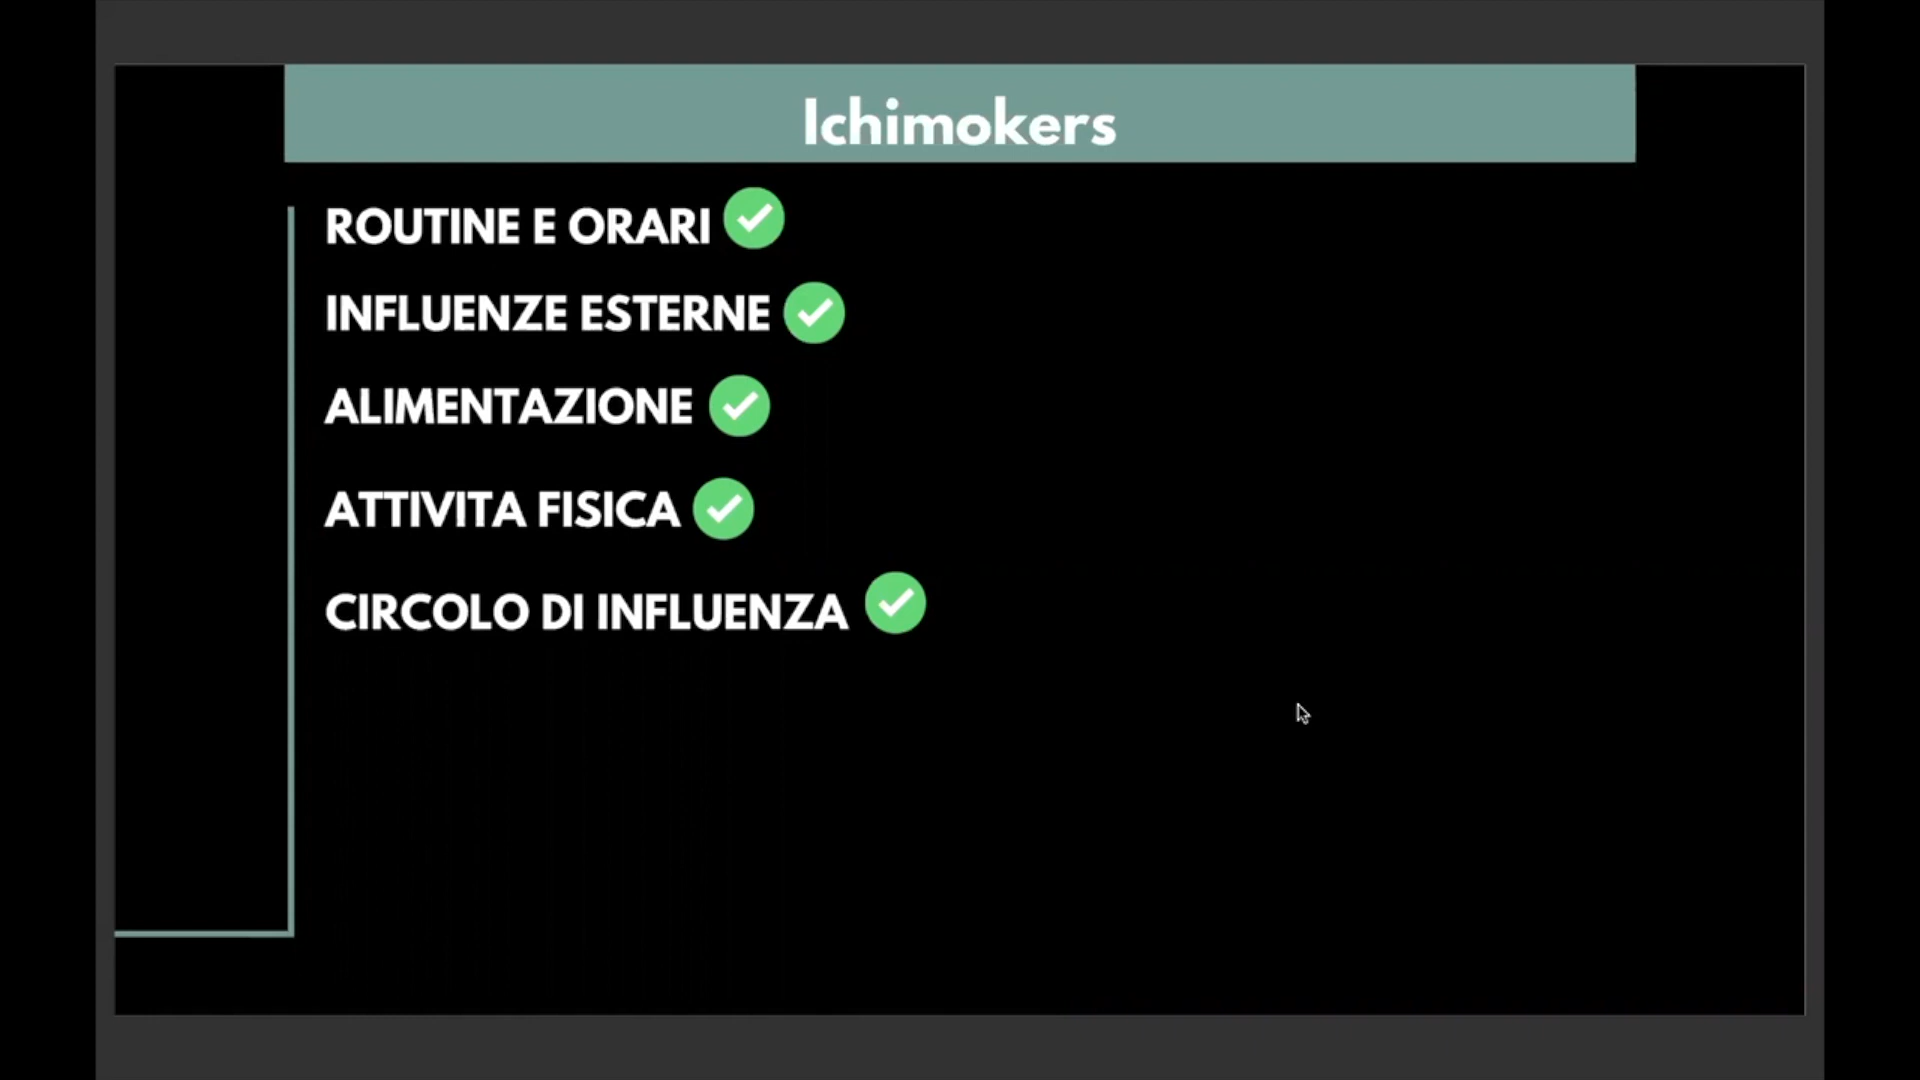 Ichimokers
ROUTINE E ORARI
INFLUENZE ESTERNE
ALIMENTAZIONE
ATTIVITA FISICA
CIRCOLO DI INFLUENZA